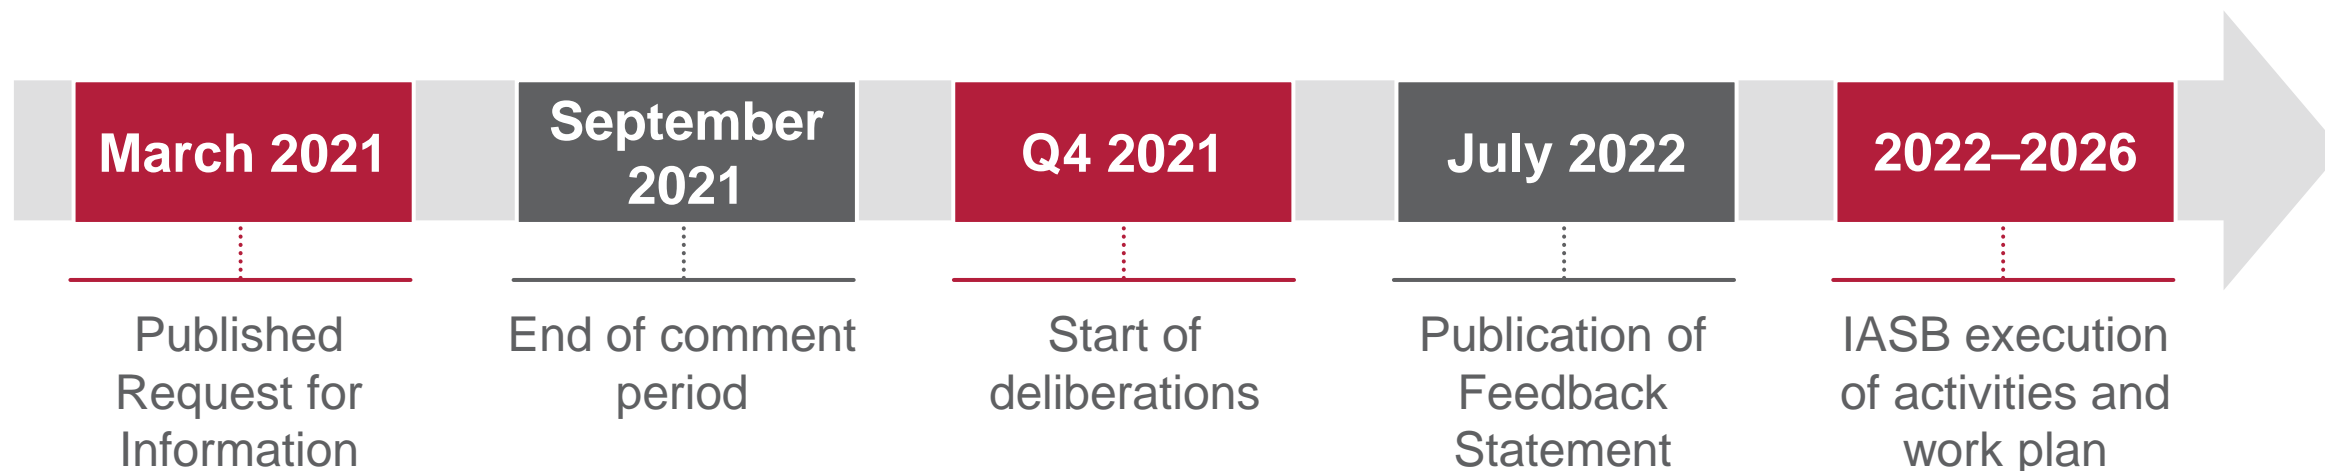 March 2021
September
2021
Q4 2021
July 2022
2022–2026
Published
Request for
Information
End of comment
period
Start of
deliberations
Publication of
Feedback
Statement
IASB execution
of activities and
work plan